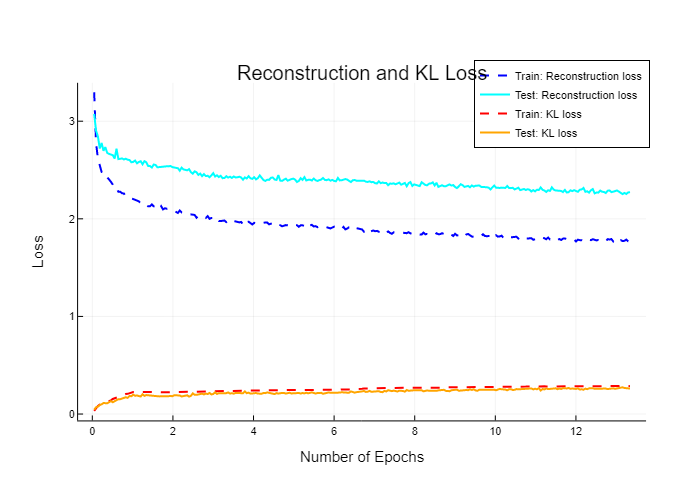 Reconstruction and KL Loss
Train: Reconstruction loss
Test: Reconstruction loss
Train: KL loss
Test: KL loss
Loss
3
2
1
0
0 2 4 6 8 10 12
Number of Epochs